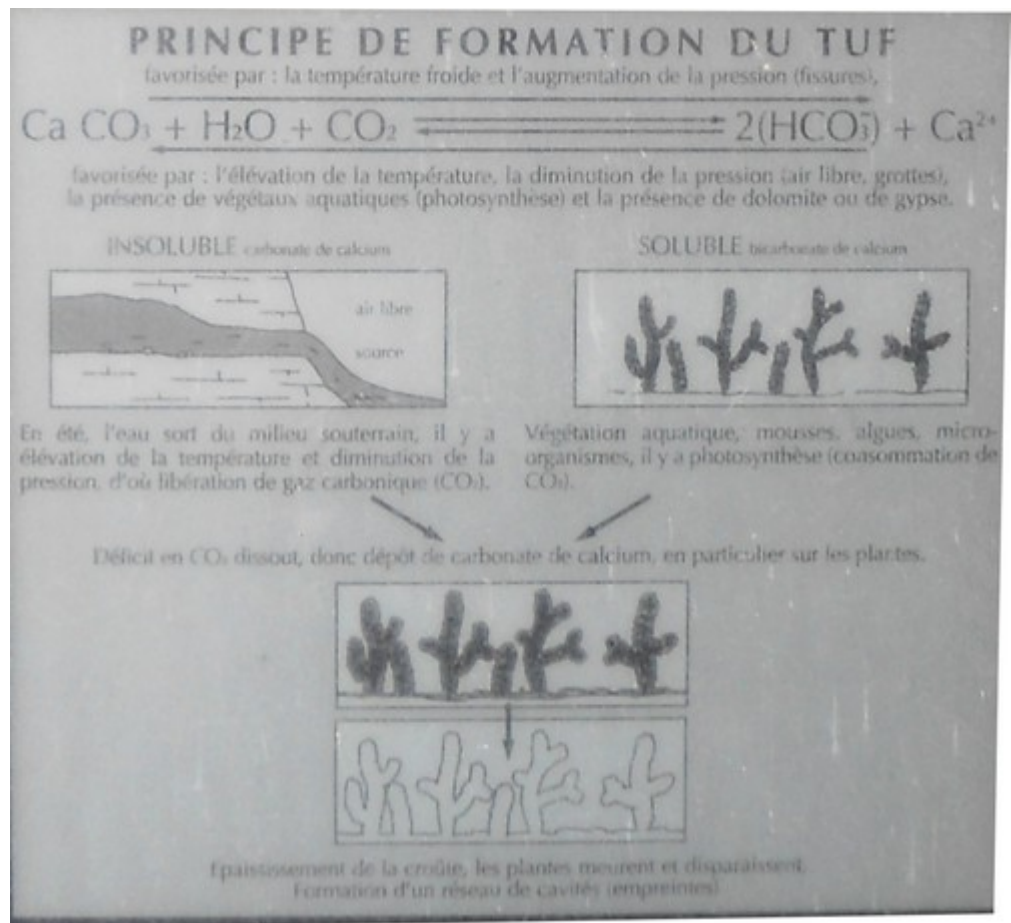 PRINCIPE DE FORMATION DU TUF
favorisée par : la température froide et l'augmentation de la pression (fissures),
Ca CO₃ + H₂O + CO₂ ⇌ 2(HCO₃⁻) + Ca²⁺
favorisée par : l'élévation de la température, la diminution de la pression (air libre, grottes),
la présence de végétaux aquatiques (photosynthèse) et la présence de dolomite ou de gypse.
INSOLUBLE carbonate de calcium
SOLUBLE bicarbonate de calcium
air libre
source
En été, l'eau sort du milieu souterrain, il y a
élévation de la température et diminution de la
pression, d'où libération de gaz carbonique (CO₂).
Végétation aquatique, mousses, algues, micro-
organismes, il y a photosynthèse (consommation de
CO₂).
Déficit en CO₂ dissout, donc dépôt de carbonate de calcium, en particulier sur les plantes.
Epaississement de la croûte, les plantes meurent et disparaissent.
Formation d'un réseau de cavités (empreintes)